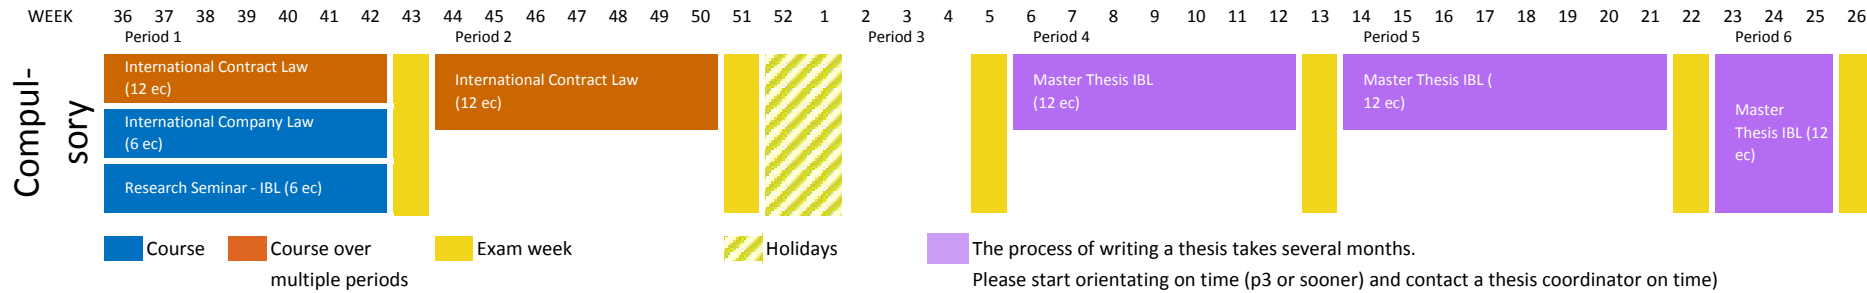 WEEK 36 37 38 39 40 41 42 43 44 45 46 47 48 49 50 51 52 1 2 3 4 5 6 7 8 9 10 11 12 13 14 15 16 17 18 19 20 21 22 23 24 25 26
Period 1 Period 2 Period 3 Period 4 Period 5 Period 6
Compul-
sory
International Contract Law
(12 ec)
International Company Law
(6 ec)
Research Seminar - IBL (6 ec)
International Contract Law
(12 ec)
Master Thesis IBL
(12 ec)
Master Thesis IBL (
12 ec)
Master
Thesis IBL (12
ec)
Course
Course over
multiple periods
Exam week
Holidays
The process of writing a thesis takes several months.
Please start orientating on time (p3 or sooner) and contact a thesis coordinator on time)